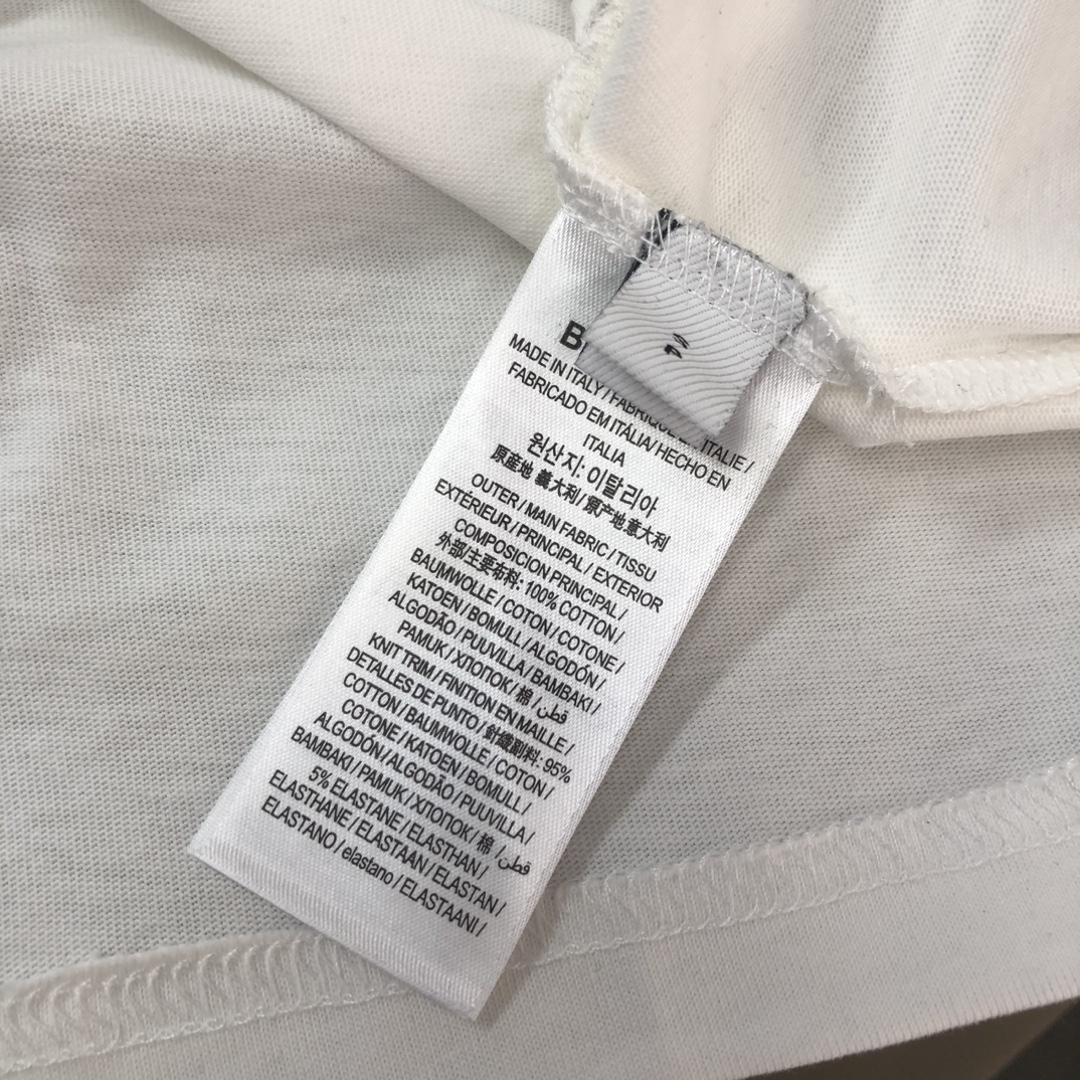 B
MADE IN ITALY / FABRIQUÉ EN ITALIE /
FABRICADO EM ITÁLIA/ HECHO EN
ITALIA
원산지: 이탈리아
原産地 義大利 / 原产地 意大利
OUTER / MAIN FABRIC / TISSU
EXTÉRIEUR / PRINCIPAL / EXTERIOR
COMPOSICION PRINCIPAL /
外部/主要布料: 100% COTTON /
BAUMWOLLE / COTON / COTONE /
KATOEN / BOMULL / ALGODÓN /
ALGODÃO / PUUVILLA / BAMBAKI /
PAMUK / ХЛОПОК / 棉 / قطن
KNIT TRIM / FINITION EN MAILLE /
DETALLES DE PUNTO / 針織副料: 95%
COTTON / BAUMWOLLE / COTON /
COTONE / KATOEN / BOMULL /
ALGODÓN / ALGODÃO / PUUVILLA /
BAMBAKI / PAMUK / ХЛОПОК / 棉 / قطن
5% ELASTANE / ELASTHAN /
ELASTHANE / ELASTAAN / ELASTAN /
ELASTANO / elastano / ELASTAANI /